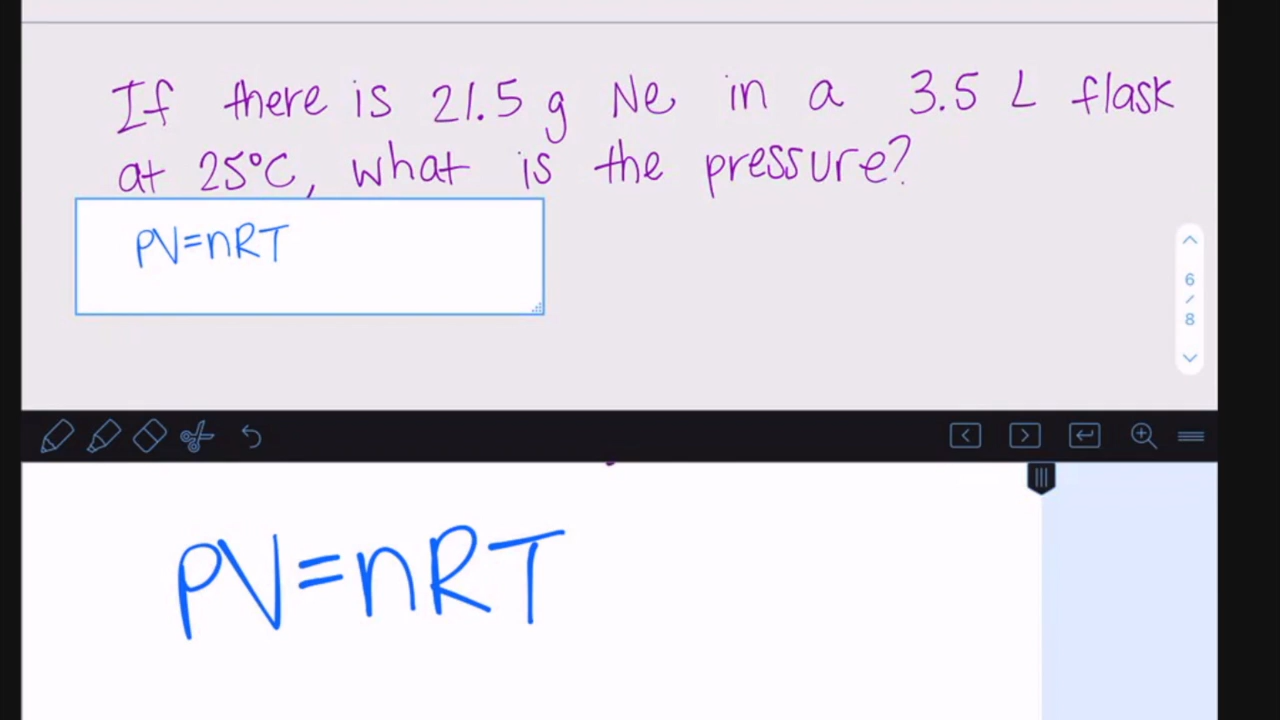 If there is 21.5 g Ne in a 3.5 L flask
at 25°C, what is the pressure?
PV=nRT
6
/
8
PV=nRT